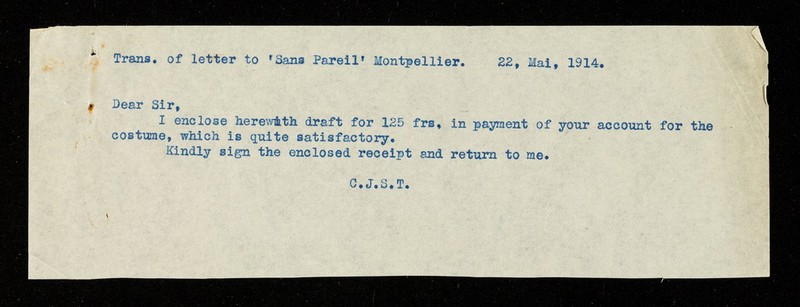 Trans. of letter to 'Sans Pareil' Montpellier. 22, Mai, 1914.
Dear Sir,
I enclose herewith draft for 125 frs, in payment of your account for the
costume, which is quite satisfactory.
Kindly sign the enclosed receipt and return to me.
C.J.S.T.